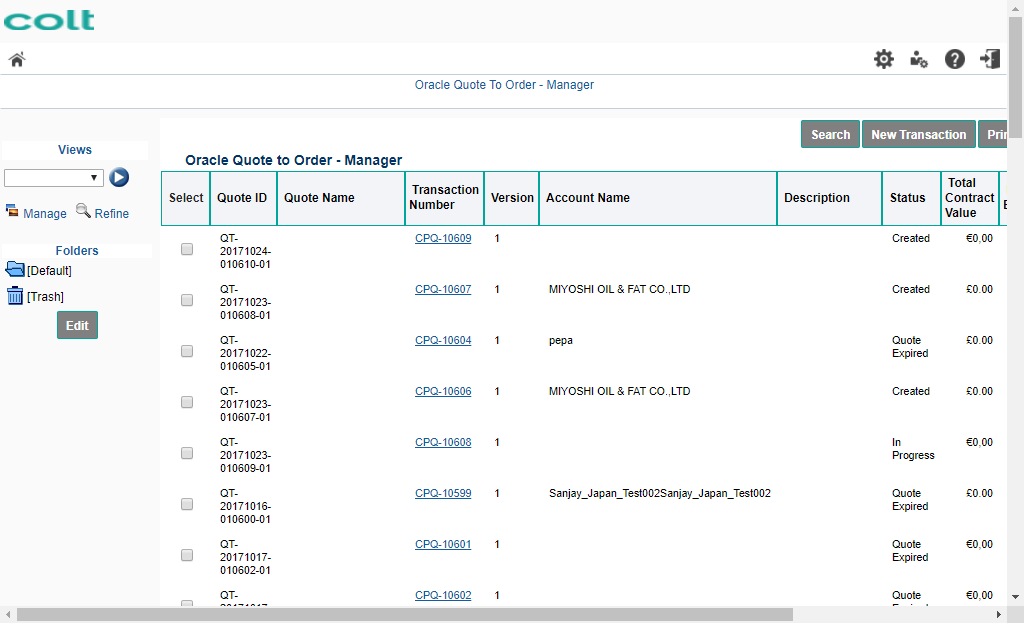 colt
Oracle Quote To Order - Manager
Search
New Transaction
Prin
Views
Manage
Refine
Folders
[Default]
[Trash]
Edit
Oracle Quote to Order - Manager
Select
Quote ID
Quote Name
Transaction
Number
Version
Account Name
Description
Status
Total
Contract
Value
QT-
20171024-
010610-01
CPQ-10609
1
Created
€0,00
QT-
20171023-
010608-01
CPQ-10607
1
MIYOSHI OIL & FAT CO.,LTD
Created
£0.00
QT-
20171022-
010605-01
CPQ-10604
1
pepa
Quote
Expired
£0.00
QT-
20171023-
010607-01
CPQ-10606
1
MIYOSHI OIL & FAT CO.,LTD
Created
£0.00
QT-
20171023-
010609-01
CPQ-10608
1
In
Progress
€0,00
QT-
20171016-
010600-01
CPQ-10599
1
Sanjay_Japan_Test002Sanjay_Japan_Test002
Quote
Expired
£0.00
QT-
20171017-
010602-01
CPQ-10601
1
Quote
Expired
€0,00
QT-
CPQ-10602
1
Quote
€0,00